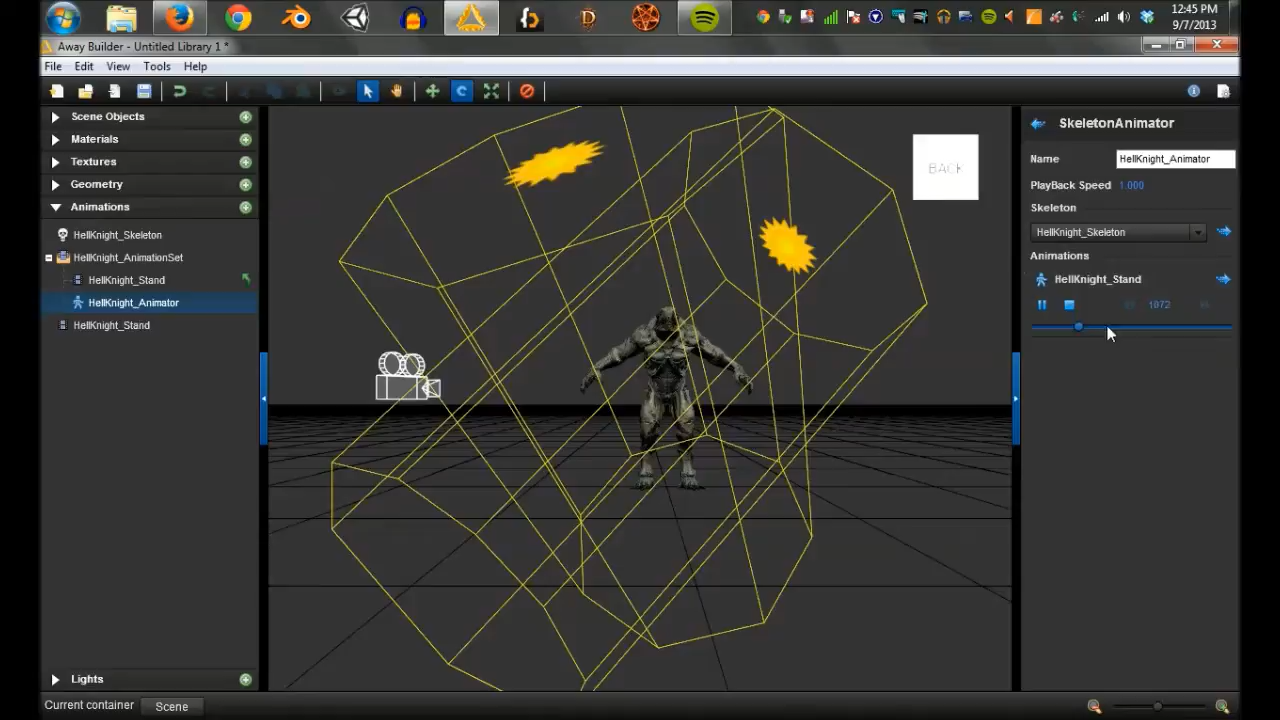 12:45 PM
9/7/2013
Away Builder - Untitled Library 1 *
File Edit View Tools Help
Scene Objects
Materials
Textures
Geometry
Animations
HellKnight_Skeleton
HellKnight_AnimationSet
HellKnight_Stand
HellKnight_Animator
HellKnight_Stand
Lights
Current container Scene
BACK
SkeletonAnimator
Name HellKnight_Animator
PlayBack Speed 1.000
Skeleton
HellKnight_Skeleton
Animations
HellKnight_Stand
1072